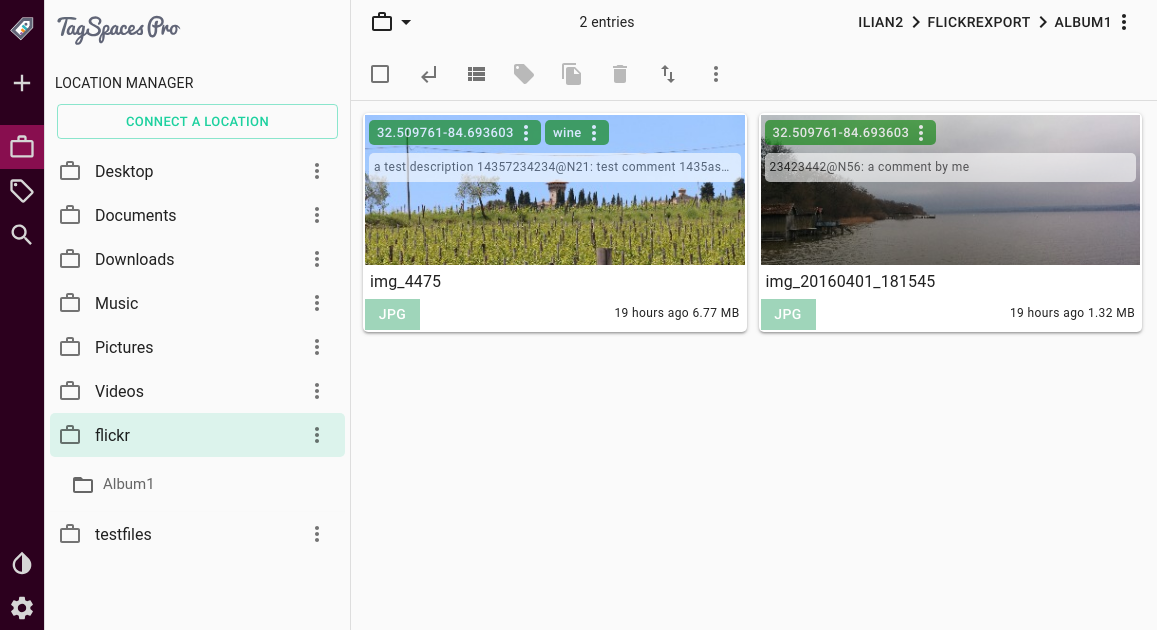 TagSpaces Pro
LOCATION MANAGER
CONNECT A LOCATION
Desktop
Documents
Downloads
Music
Pictures
Videos
flickr
Album1
testfiles
2 entries
ILIAN2 > FLICKREXPORT > ALBUM1
32.509761-84.693603 wine
a test description 14357234234@N21: test comment 1435as...
img_4475
JPG 19 hours ago 6.77 MB
32.509761-84.693603
23423442@N56: a comment by me
img_20160401_181545
JPG 19 hours ago 1.32 MB